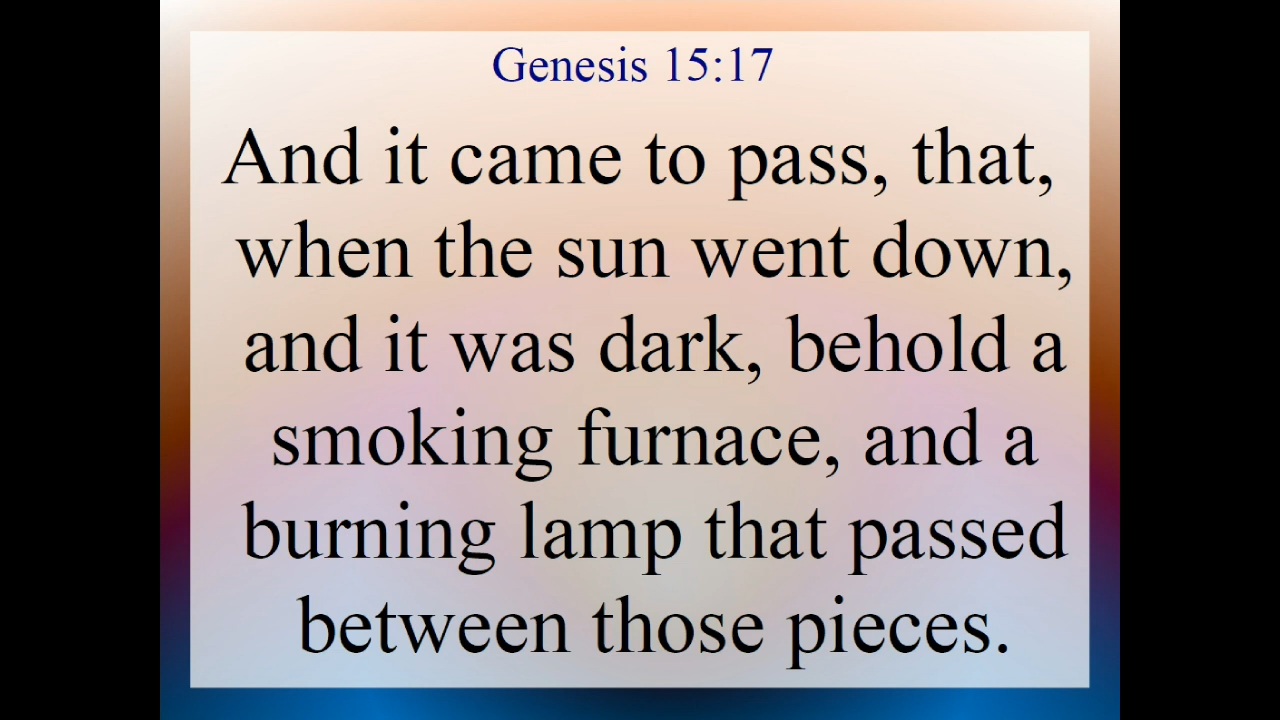 Genesis 15:17
And it came to pass, that,
when the sun went down,
and it was dark, behold a
smoking furnace, and a
burning lamp that passed
between those pieces.